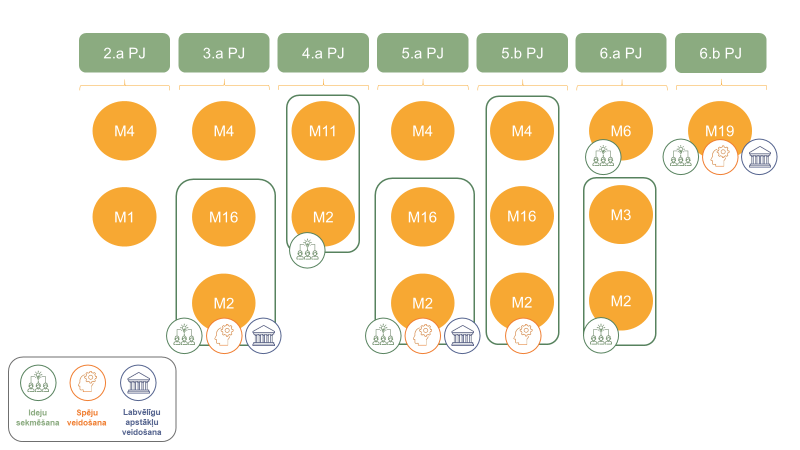 2.a PJ 3.a PJ 4.a PJ 5.a PJ 5.b PJ 6.a PJ 6.b PJ
M4 M4 M11 M4 M4 M6 M19
M1 M16 M2 M16 M16 M3
M2 M2 M2 M2
Ideju
sekmēšana
Spēju
veidošana
Labvēlīgu
apstākļu
veidošana